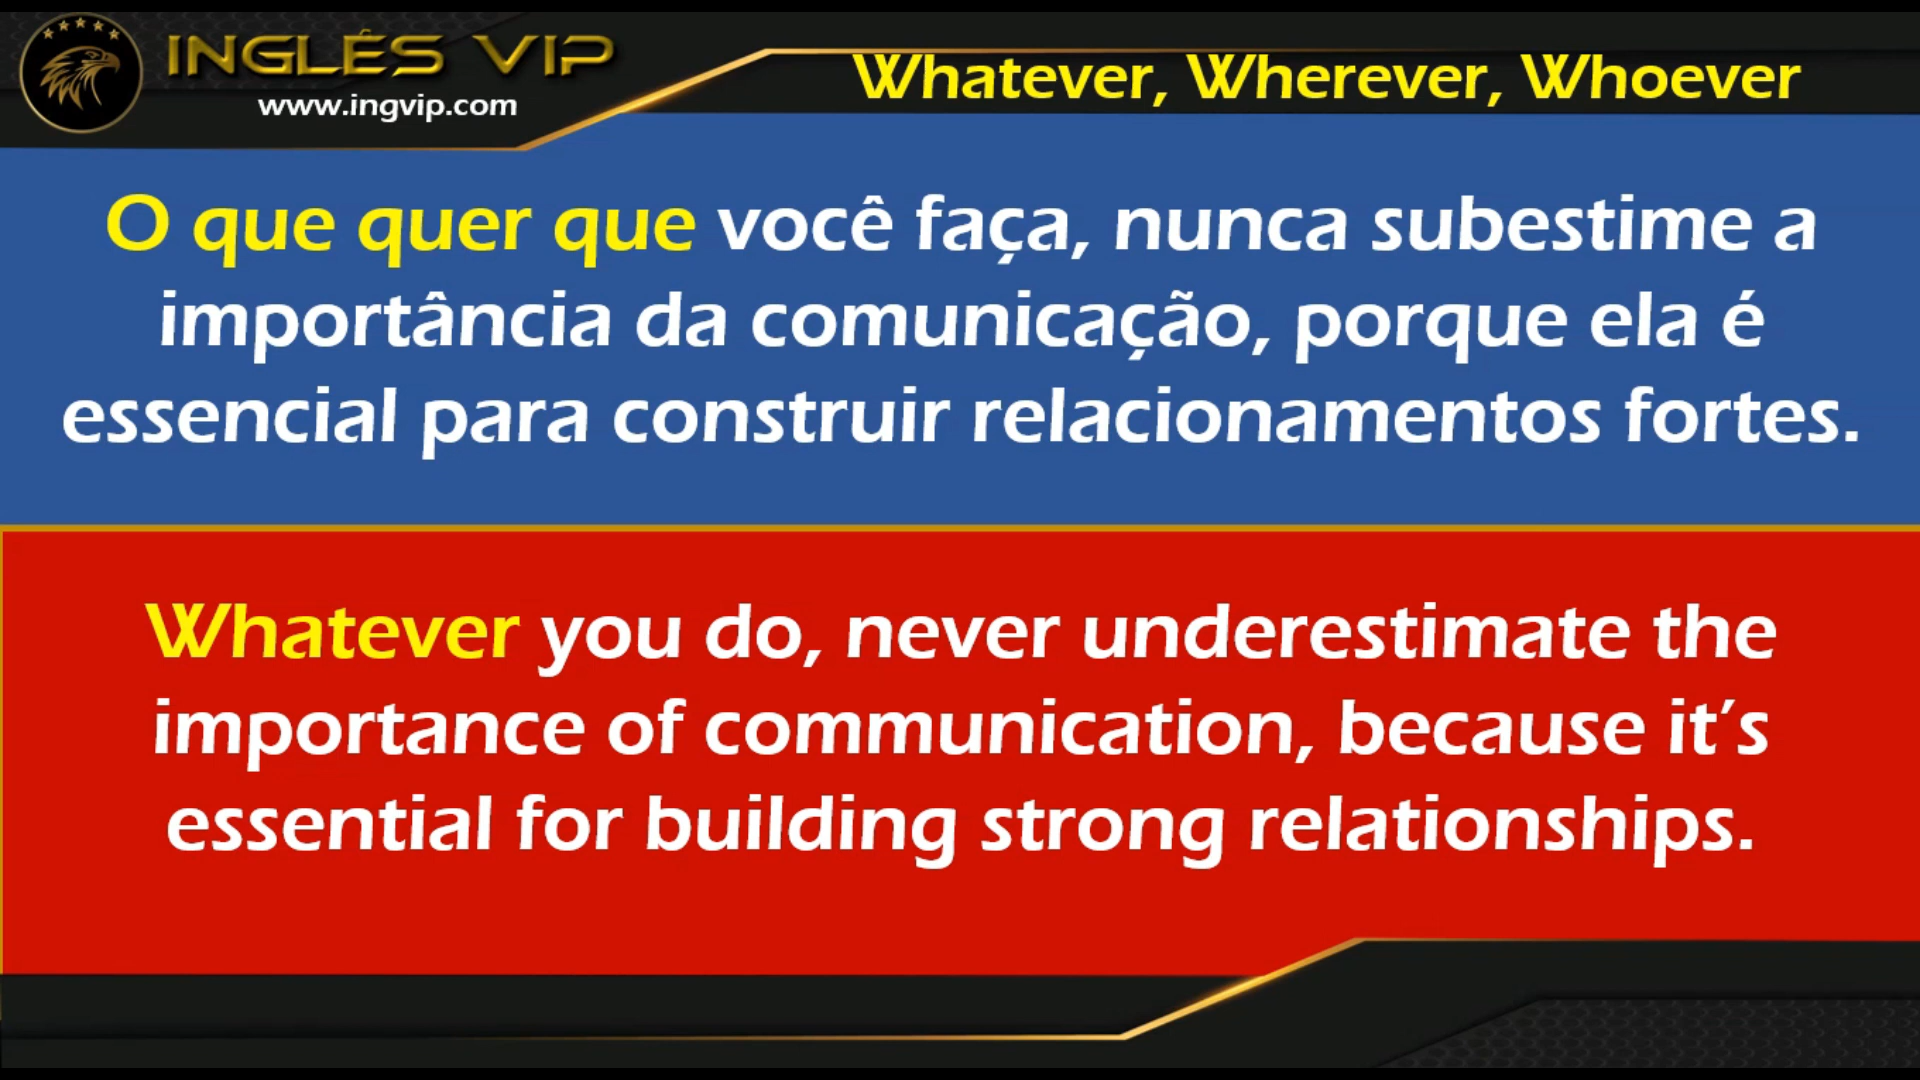 INGLÊS VIP
www.ingvip.com
Whatever, Wherever, Whoever
O que quer que você faça, nunca subestime a
importância da comunicação, porque ela é
essencial para construir relacionamentos fortes.
Whatever you do, never underestimate the
importance of communication, because it’s
essential for building strong relationships.